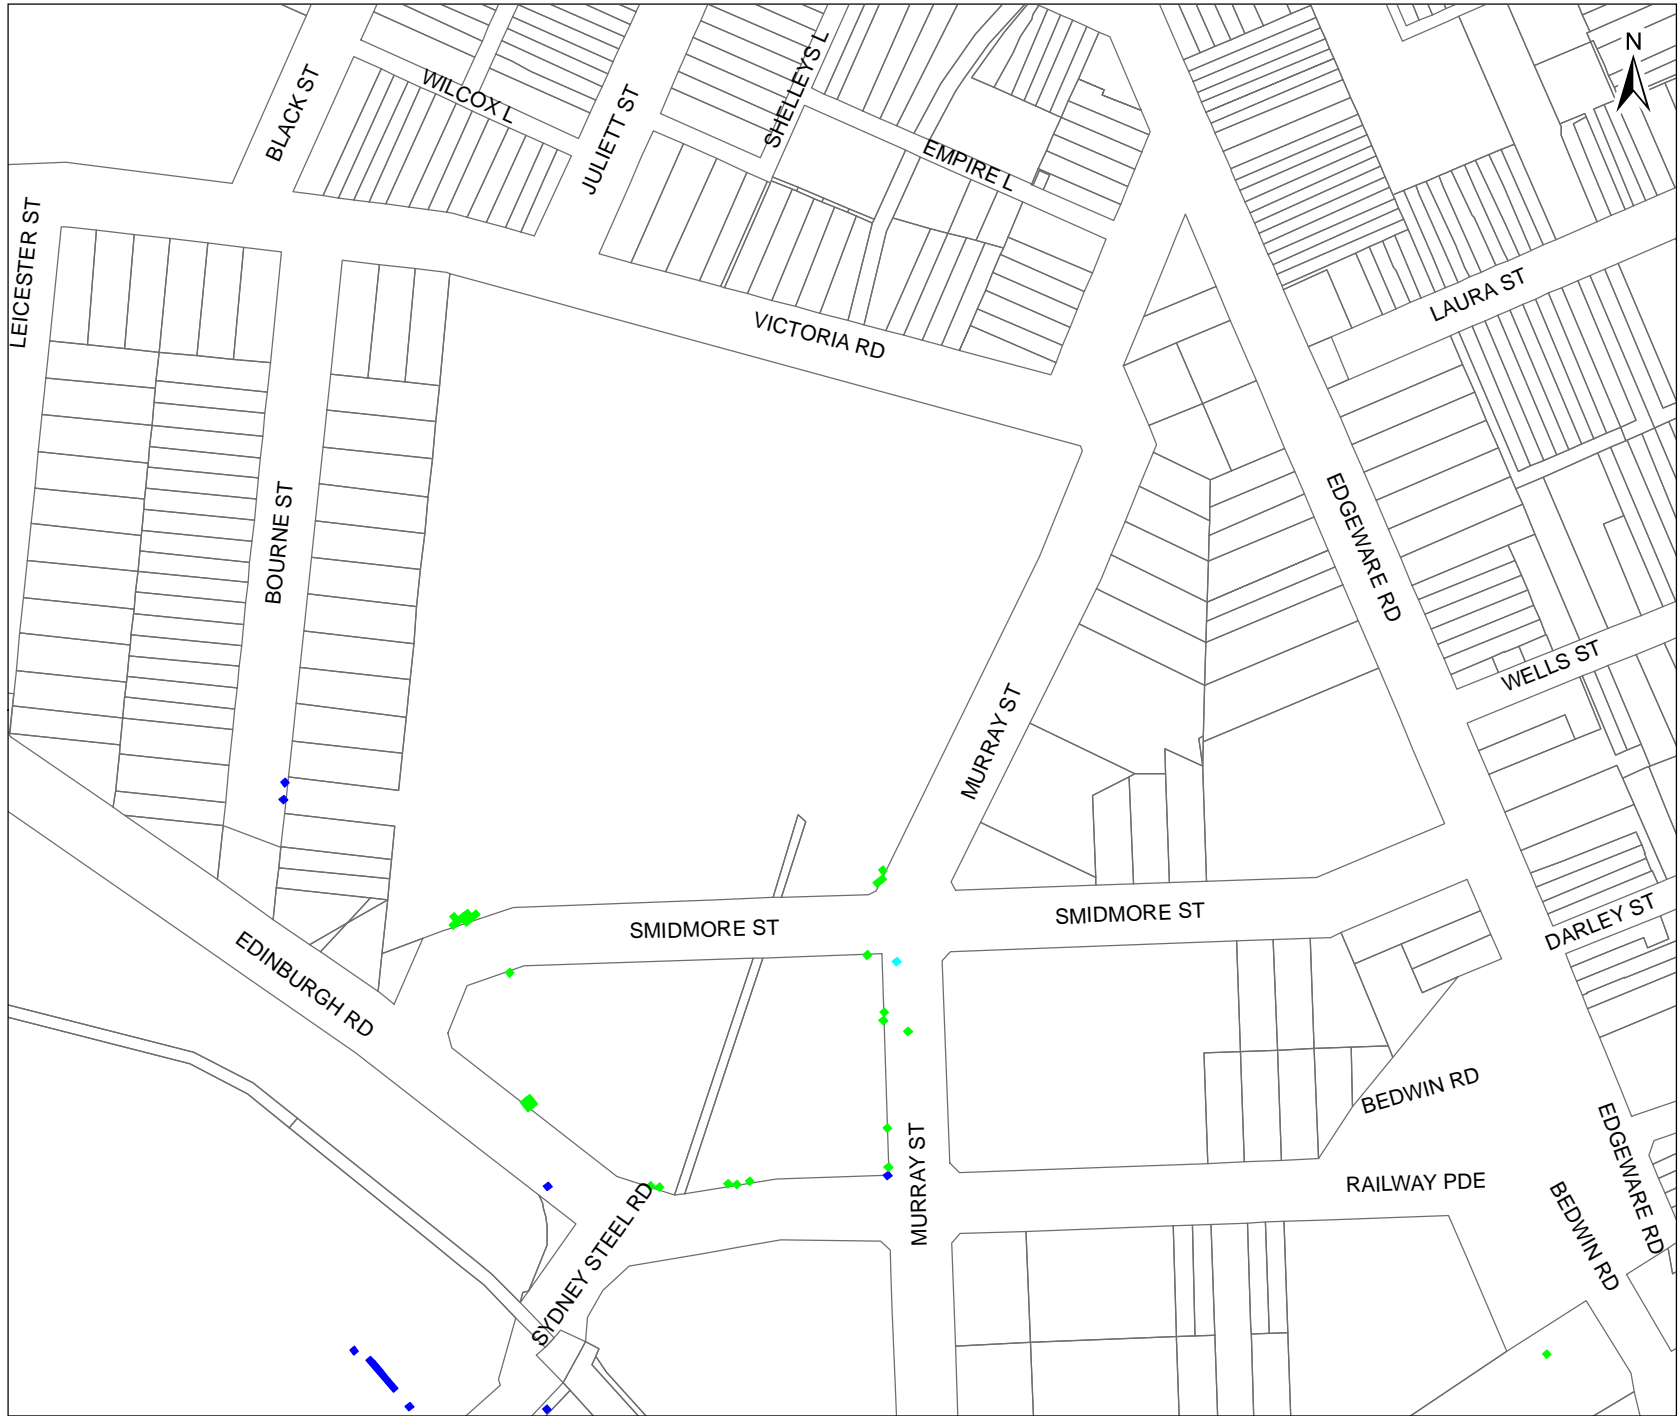 N
BLACK ST
WILCOX L
JULIETT ST
SHELLEYS L
EMPIRE L
LEICESTER ST
LAURA ST
VICTORIA RD
BOURNE ST
EDGEWARE RD
WELLS ST
MURRAY ST
SMIDMORE ST
SMIDMORE ST
DARLEY ST
EDINBURGH RD
BEDWIN RD
MURRAY ST
RAILWAY PDE
EDGEWARE RD
BEDWIN RD
SYDNEY STEEL RD